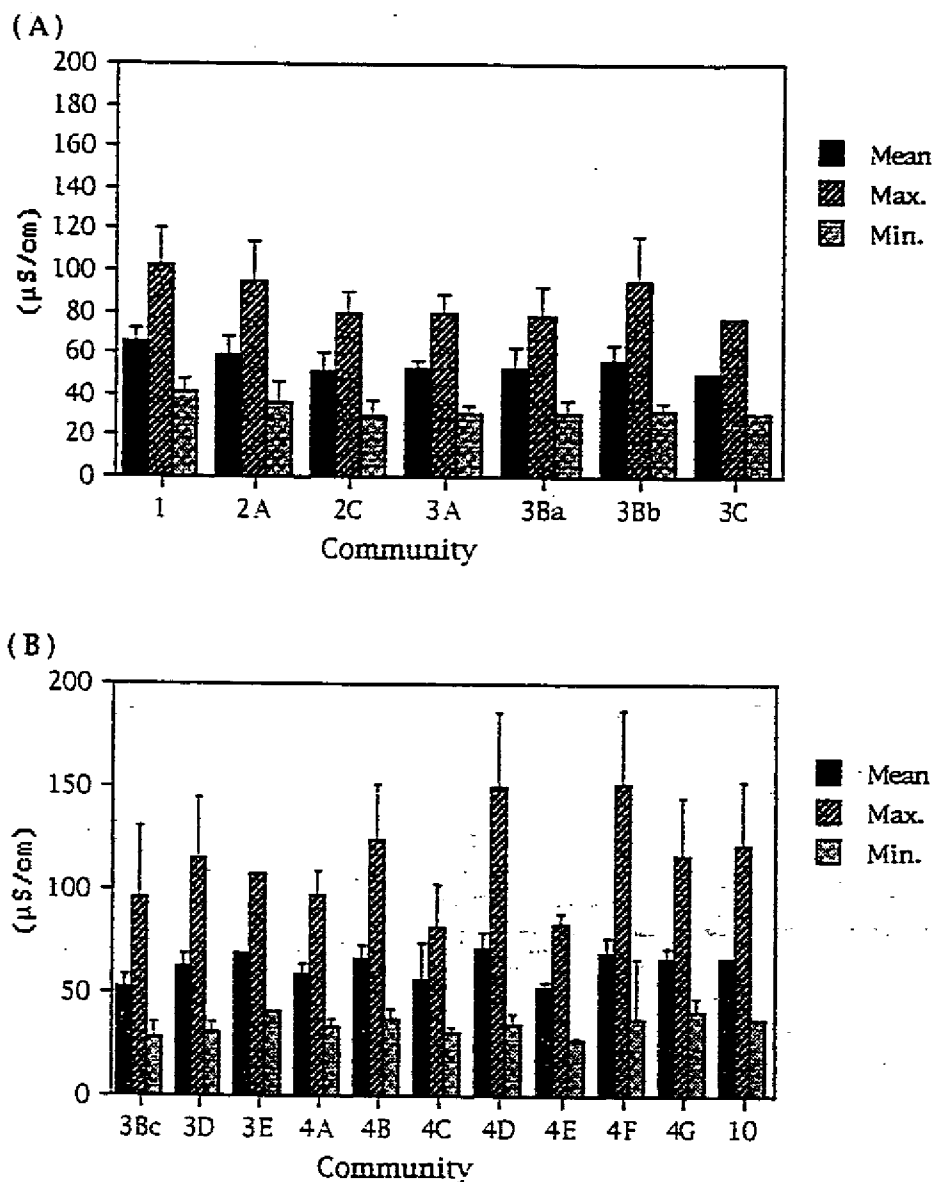 (A)
200
180
160
140
120
100
80
60
40
20
0
(µS/cm)
1 2A 2C 3A 3Ba 3Bb 3C
Community
Mean
Max.
Min.
(B)
200
150
100
50
0
(µS/cm)
3Bc 3D 3E 4A 4B 4C 4D 4E 4F 4G 10
Community
Mean
Max.
Min.